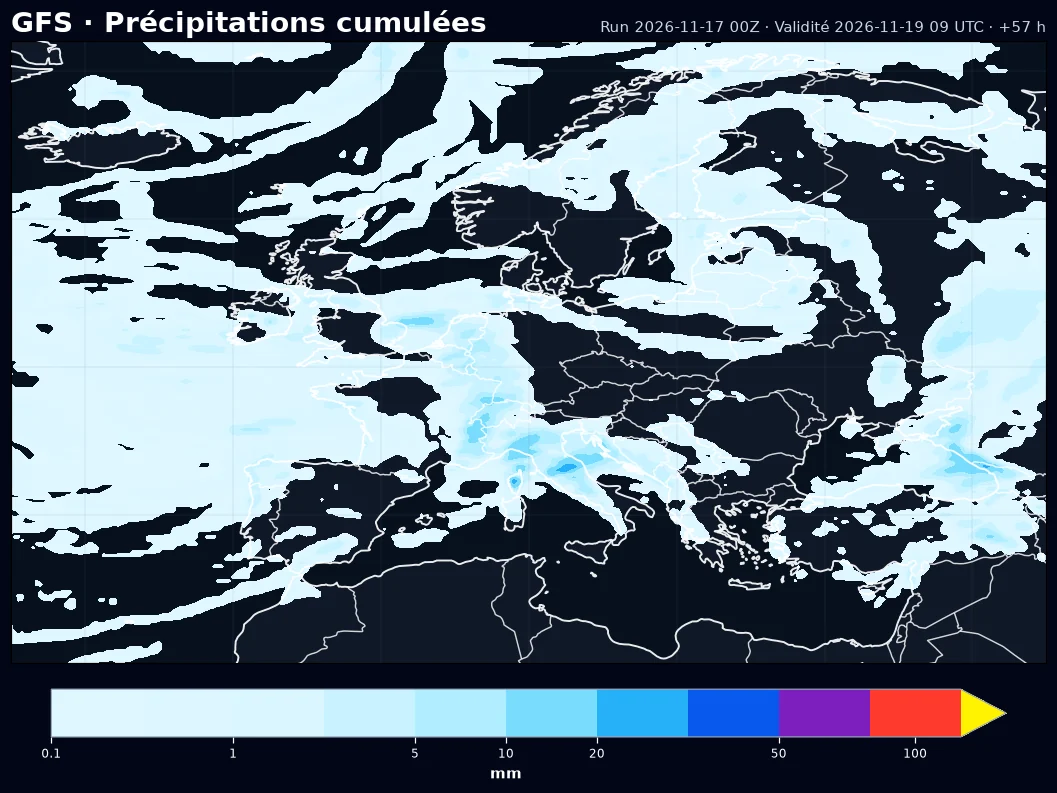 GFS · Précipitations cumulées
Run 2026-11-17 00Z · Validité 2026-11-19 09 UTC · +57 h
0.1 1 5 10 20 50 100
mm